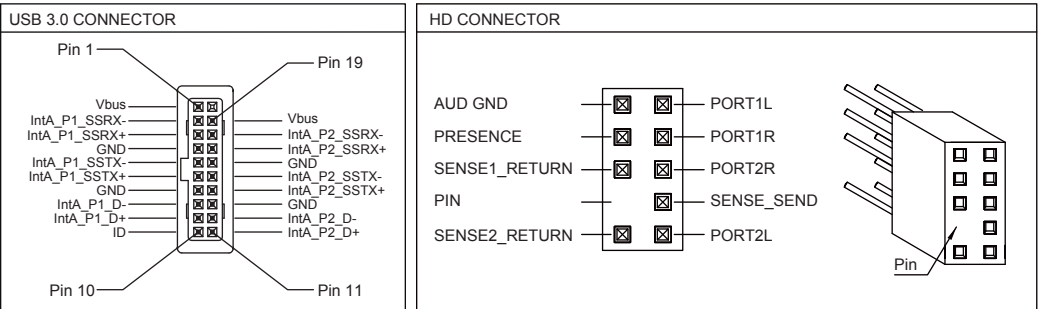 USB 3.0 CONNECTOR
Pin 1
Pin 19
Vbus
IntA_P1_SSRX-
IntA_P1_SSRX+
GND
IntA_P1_SSTX-
IntA_P1_SSTX+
GND
IntA_P1_D-
IntA_P1_D+
ID
Vbus
IntA_P2_SSRX-
IntA_P2_SSRX+
GND
IntA_P2_SSTX-
IntA_P2_SSTX+
GND
IntA_P2_D-
IntA_P2_D+
Pin 10
Pin 11
HD CONNECTOR
AUD GND
PORT1L
PRESENCE
PORT1R
SENSE1_RETURN
PORT2R
PIN
SENSE_SEND
SENSE2_RETURN
PORT2L
Pin